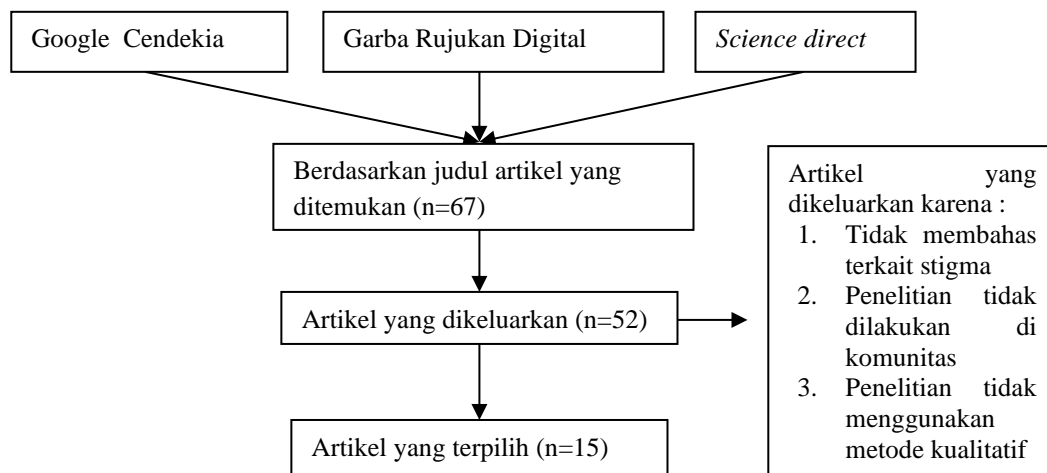 Google Cendekia
Garba Rujukan Digital
Science direct
Berdasarkan judul artikel yang
ditemukan (n=67)
Artikel yang dikeluarkan (n=52)
Artikel yang
dikeluarkan karena :
1. Tidak membahas
terkait stigma
2. Penelitian tidak
dilakukan di
komunitas
3. Penelitian tidak
menggunakan
metode kualitatif
Artikel yang terpilih (n=15)